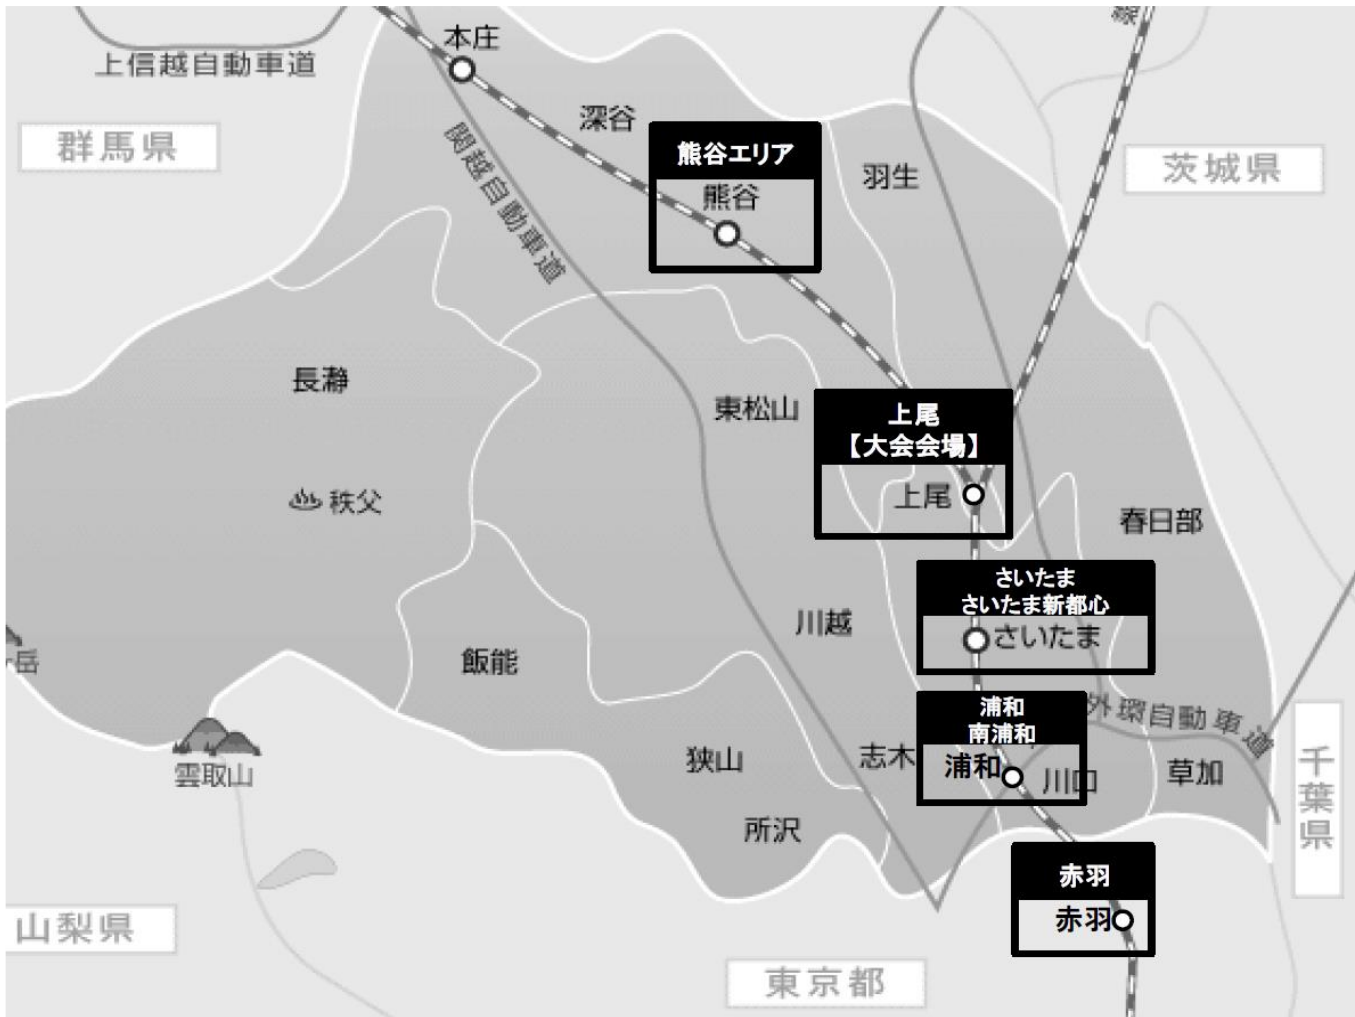 本庄
上信越自動車道
深谷
群馬県
関越自動車道
熊谷エリア
熊谷
羽生
茨城県
長瀞
東松山
上尾
【大会会場】
上尾
秩父
春日部
さいたま
さいたま新都心
さいたま
川越
飯能
岳
浦和
南浦和
浦和
外環自動車道
志木
川口
草加
狭山
雲取山
所沢
千葉県
赤羽
赤羽
山梨県
東京都